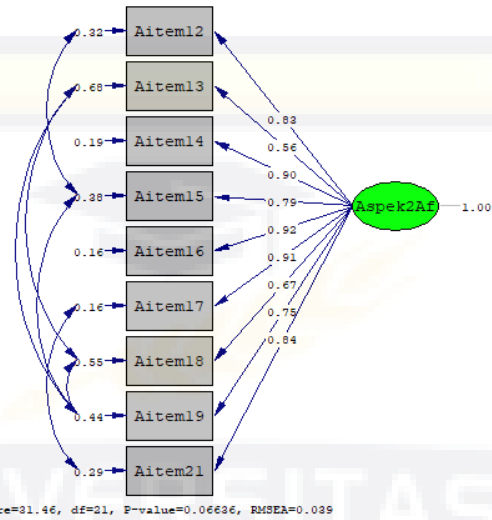 0.32 Aitem12
0.68 Aitem13
0.83
0.56
0.19 Aitem14
0.90
0.38 Aitem15
0.79
Aspek2Af 1.00
0.92
0.16 Aitem16
0.91
0.67
0.16 Aitem17
0.75
0.84
0.55 Aitem18
0.44 Aitem19
0.29 Aitem21
VERSITAS
re=31.46, df=21, P-value=0.06636, RMSEA=0.039